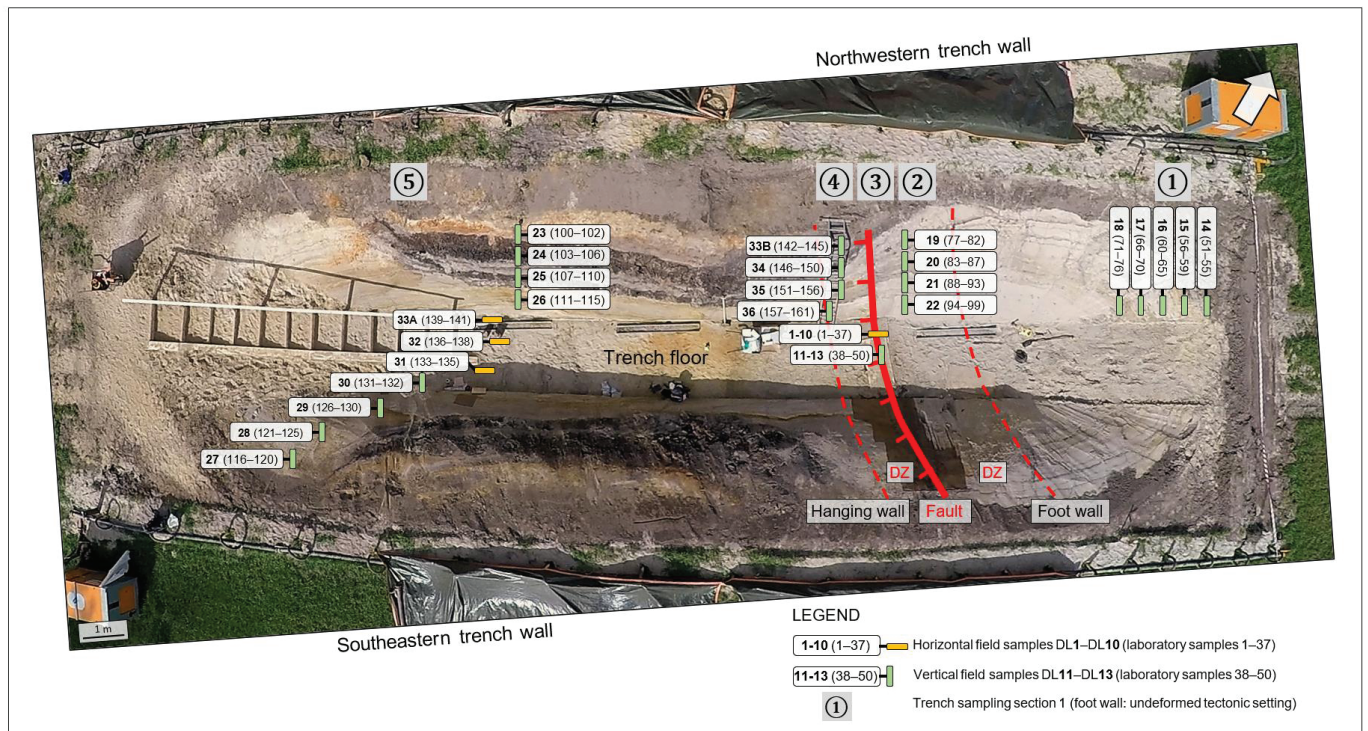 Northwestern trench wall
⑤
④ ③ ②
①
18 (71–76)
17 (66–70)
16 (60–65)
15 (56–59)
14 (51–55)
23 (100–102)
24 (103–106)
25 (107–110)
26 (111–115)
33B (142–145)
34 (146–150)
35 (151–156)
36 (157–161)
19 (77–82)
20 (83–87)
21 (88–93)
22 (94–99)
1-10 (1–37)
11-13 (38–50)
33A (139–141)
32 (136–138)
31 (133–135)
30 (131–132)
29 (126–130)
28 (121–125)
27 (116–120)
Trench floor
DZ
DZ
Hanging wall
Fault
Foot wall
1 m
Southeastern trench wall
LEGEND
1-10 (1–37) Horizontal field samples DL1–DL10 (laboratory samples 1–37)
11-13 (38–50) Vertical field samples DL11–DL13 (laboratory samples 38–50)
① Trench sampling section 1 (foot wall: undeformed tectonic setting)